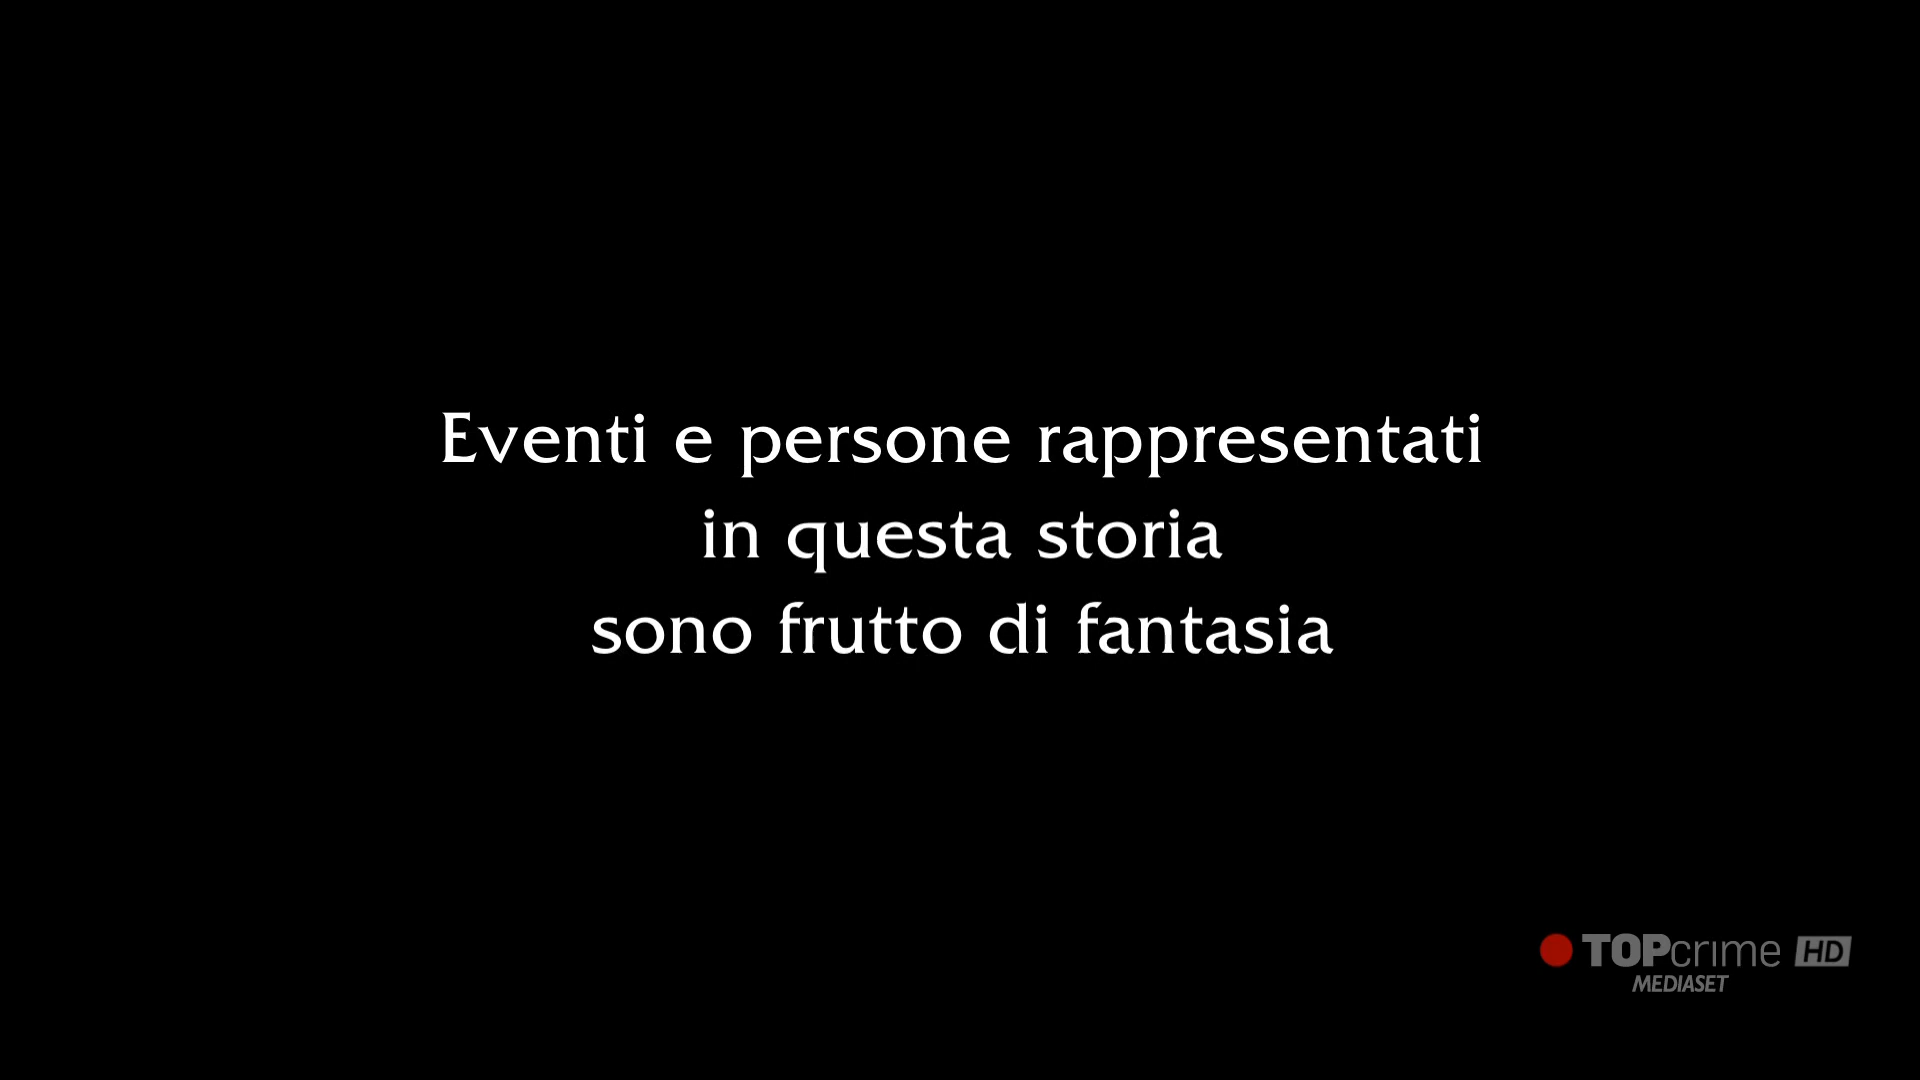 Eventi e persone rappresentati
in questa storia
sono frutto di fantasia
TOPcrime HD
MEDIASET